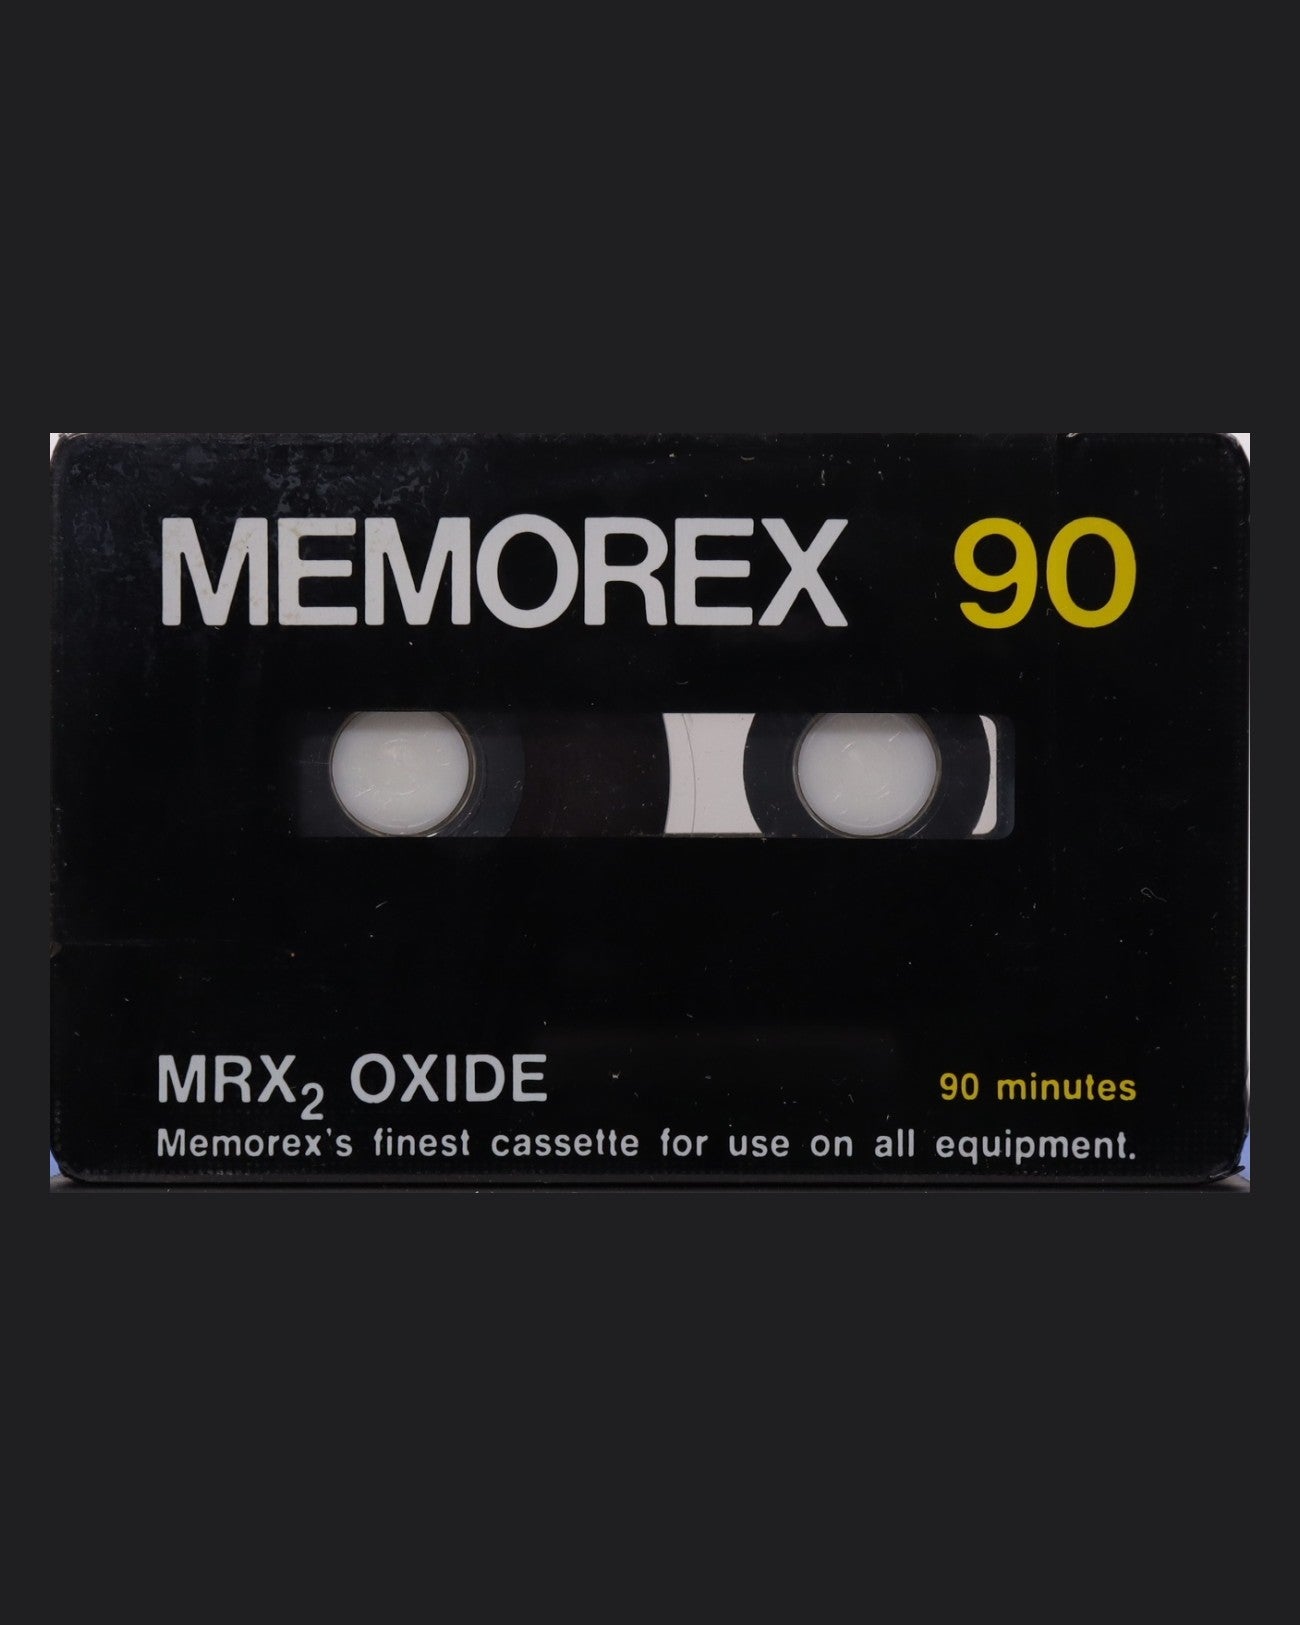 MEMOREX 90
MRX₂ OXIDE
90 minutes
Memorex's finest cassette for use on all equipment.